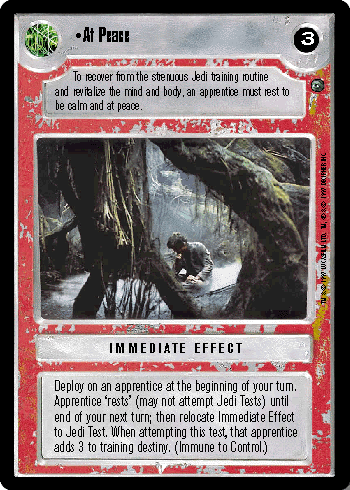 •At Peace
3
To recover from the strenuous Jedi training routine
and revitalize the mind and body, an apprentice must rest to
be calm and at peace.
IMMEDIATE EFFECT
Deploy on an apprentice at the beginning of your turn.
Apprentice ‘rests’ (may not attempt Jedi Tests) until
end of your next turn; then relocate Immediate Effect
to Jedi Test. When attempting this test, that apprentice
adds 3 to training destiny. (Immune to Control.)